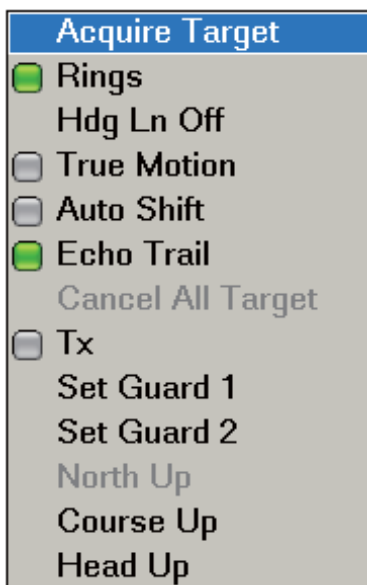 Acquire Target
Rings
Hdg Ln Off
True Motion
Auto Shift
Echo Trail
Cancel All Target
Tx
Set Guard 1
Set Guard 2
North Up
Course Up
Head Up